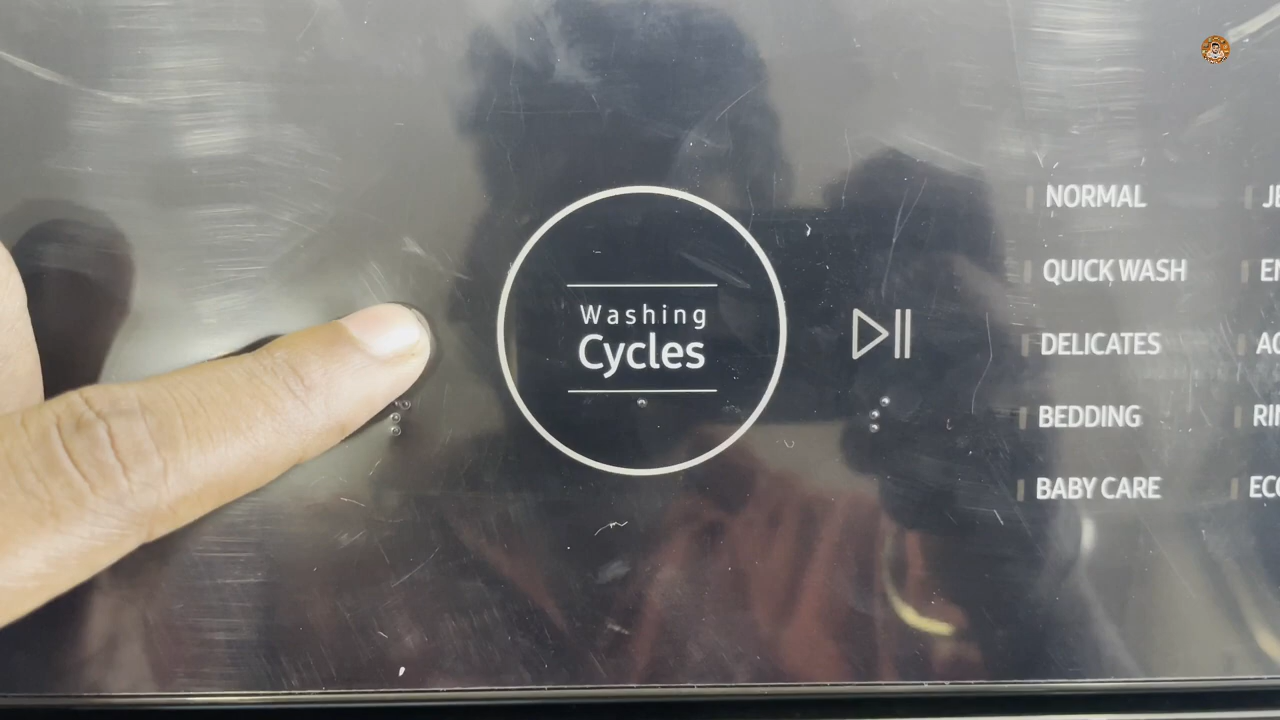 Washing
Cycles
NORMAL
QUICK WASH
DELICATES
BEDDING
BABY CARE